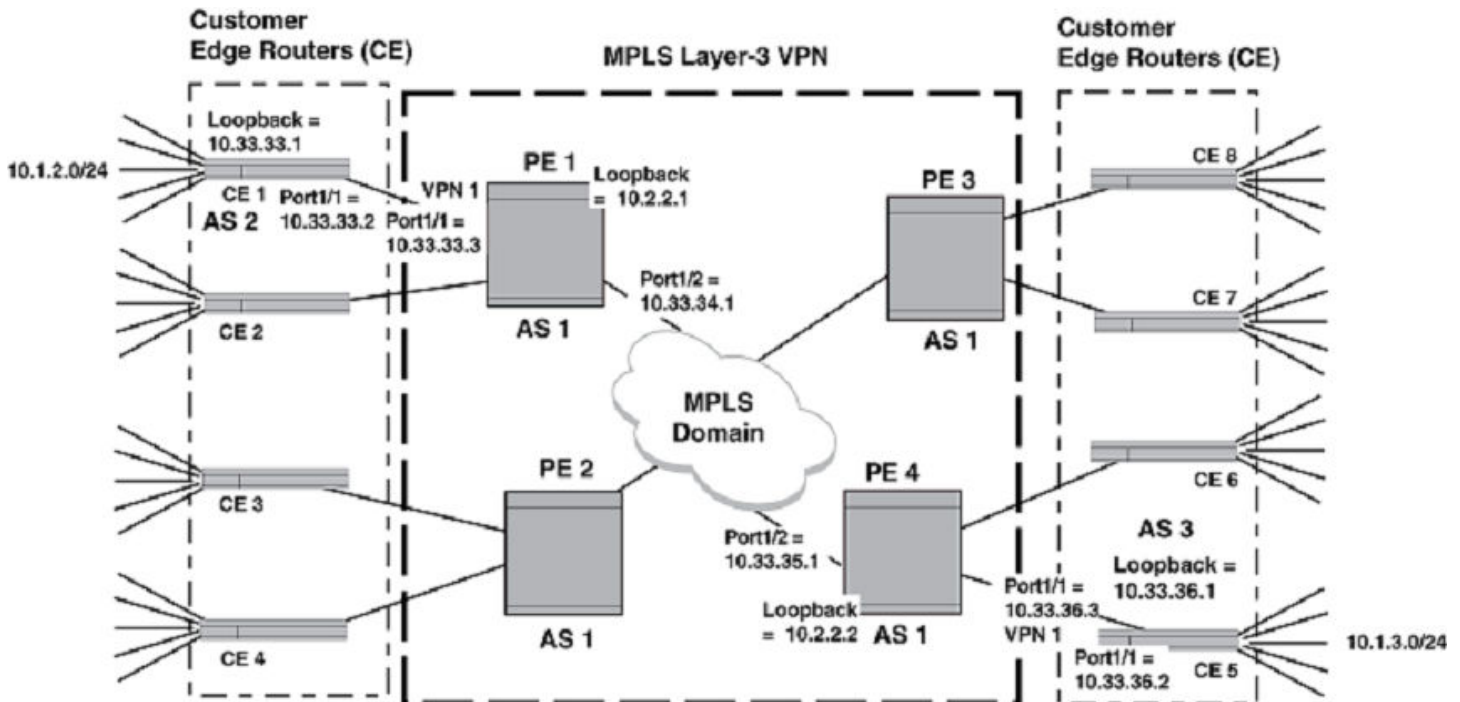 Customer
Edge Routers (CE)
MPLS Layer-3 VPN
Customer
Edge Routers (CE)
Loopback =
10.33.33.1
10.1.2.0/24
CE 1
Port1/1 =
10.33.33.2
AS 2
VPN 1
Port1/1 =
10.33.33.3
PE 1
Loopback
= 10.2.2.1
AS 1
Port1/2 =
10.33.34.1
PE 3
AS 1
CE 8
CE 2
CE 7
MPLS
Domain
CE 3
PE 2
AS 1
PE 4
Port1/2 =
10.33.35.1
Loopback
= 10.2.2.2
AS 1
CE 6
AS 3
Loopback =
10.33.36.1
Port1/1 =
10.33.36.3
VPN 1
CE 4
Port1/1 =
10.33.36.2
CE 5
10.1.3.0/24